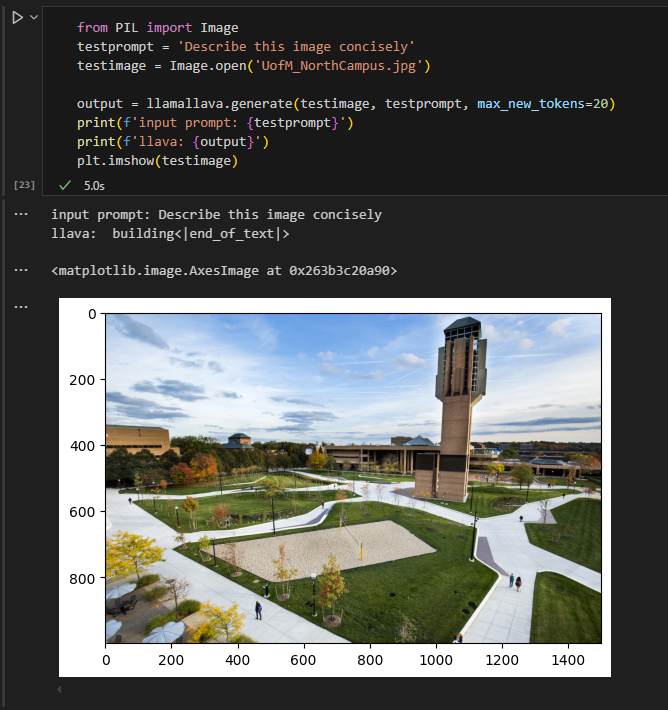 from PIL import Image
testprompt = 'Describe this image concisely'
testimage = Image.open('UofM_NorthCampus.jpg')
output = llamallava.generate(testimage, testprompt, max_new_tokens=20)
print(f'input prompt: {testprompt}')
print(f'llava: {output}')
plt.imshow(testimage)
[23]
5.0s
... input prompt: Describe this image concisely
llava:  building<|end_of_text|>
... <matplotlib.image.AxesImage at 0x263b3c20a90>
...
0
200
400
600
800
0 200 400 600 800 1000 1200 1400